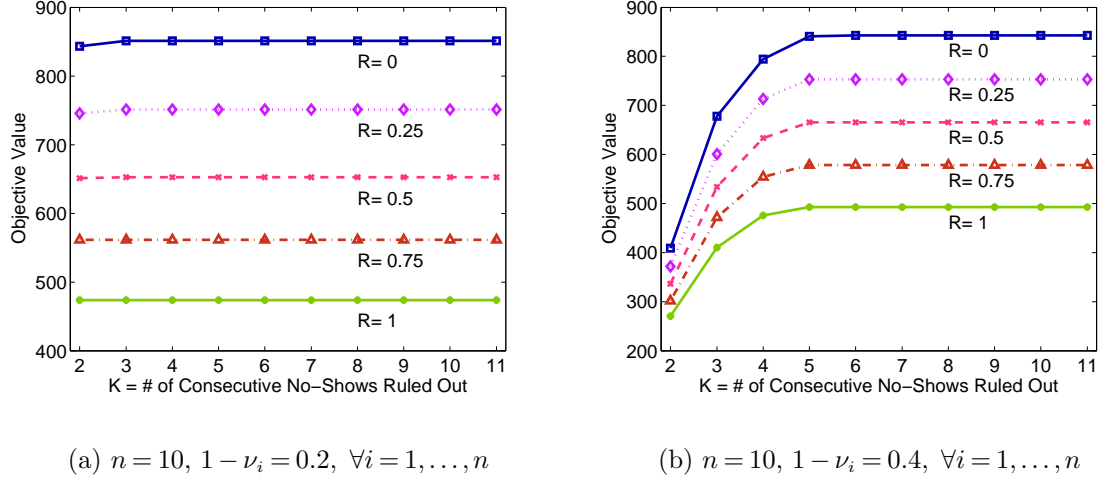 900
800
700
600
500
400
Objective Value
R= 0
R= 0.25
R= 0.5
R= 0.75
R= 1
2 3 4 5 6 7 8 9 10 11
K = # of Consecutive No−Shows Ruled Out
(a) n = 10, 1 − ν_i = 0.2, ∀i = 1, . . . , n
900
800
700
600
500
400
300
200
Objective Value
R= 0
R= 0.25
R= 0.5
R= 0.75
R= 1
2 3 4 5 6 7 8 9 10 11
K = # of Consecutive No−Shows Ruled Out
(b) n = 10, 1 − ν_i = 0.4, ∀i = 1, . . . , n